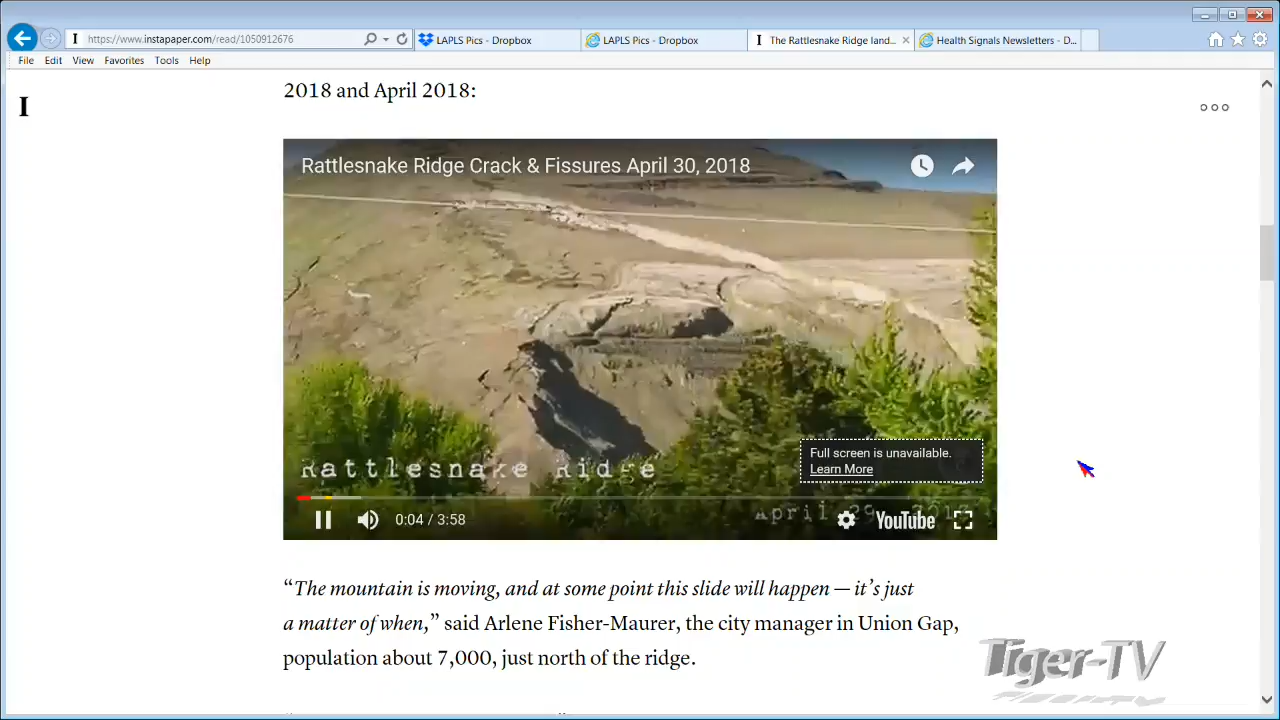 https://www.instapaper.com/read/1050912676
LAPLS Pics - Dropbox
LAPLS Pics - Dropbox
The Rattlesnake Ridge land...
Health Signals Newsletters - D...
File Edit View Favorites Tools Help
I
2018 and April 2018:
Rattlesnake Ridge Crack & Fissures April 30, 2018
Full screen is unavailable.
Learn More
Rattlesnake Ridge
April 29, 2018
0:04 / 3:58
YouTube
“The mountain is moving, and at some point this slide will happen — it’s just
a matter of when,” said Arlene Fisher-Maurer, the city manager in Union Gap,
population about 7,000, just north of the ridge.
Tiger-TV